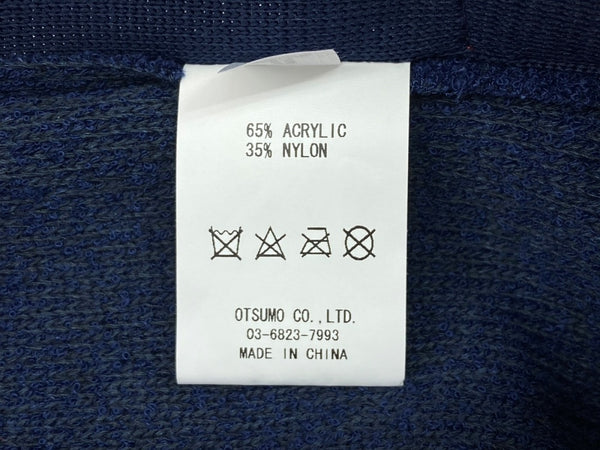 65% ACRYLIC
35% NYLON
OTSUMO CO.,LTD.
03-6823-7993
MADE IN CHINA